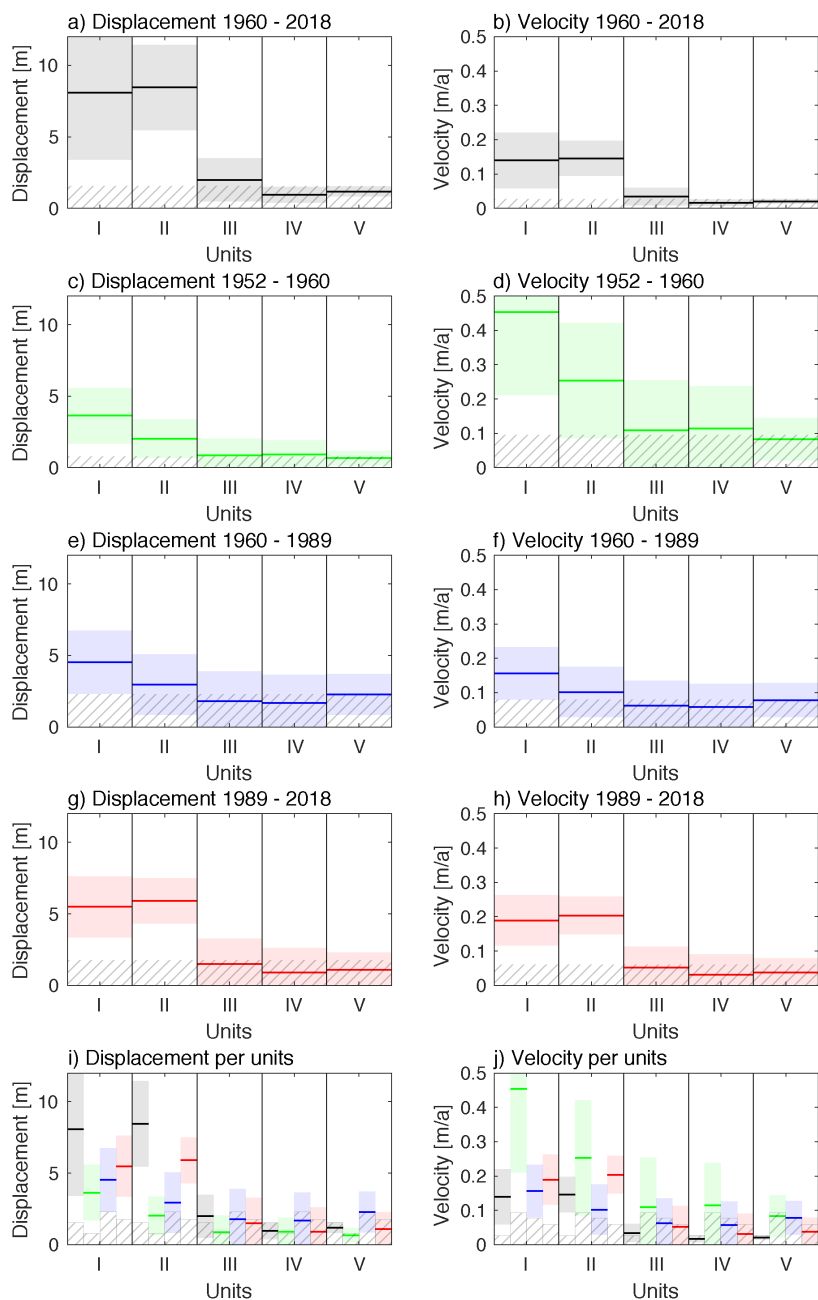 a) Displacement 1960 - 2018
Displacement [m]
10
5
0
I II III IV V
Units
b) Velocity 1960 - 2018
Velocity [m/a]
0.5
0.4
0.3
0.2
0.1
0
I II III IV V
Units
c) Displacement 1952 - 1960
Displacement [m]
10
5
0
I II III IV V
Units
d) Velocity 1952 - 1960
Velocity [m/a]
0.5
0.4
0.3
0.2
0.1
0
I II III IV V
Units
e) Displacement 1960 - 1989
Displacement [m]
10
5
0
I II III IV V
Units
f) Velocity 1960 - 1989
Velocity [m/a]
0.5
0.4
0.3
0.2
0.1
0
I II III IV V
Units
g) Displacement 1989 - 2018
Displacement [m]
10
5
0
I II III IV V
Units
h) Velocity 1989 - 2018
Velocity [m/a]
0.5
0.4
0.3
0.2
0.1
0
I II III IV V
Units
i) Displacement per units
Displacement [m]
10
5
0
I II III IV V
Units
j) Velocity per units
Velocity [m/a]
0.5
0.4
0.3
0.2
0.1
0
I II III IV V
Units